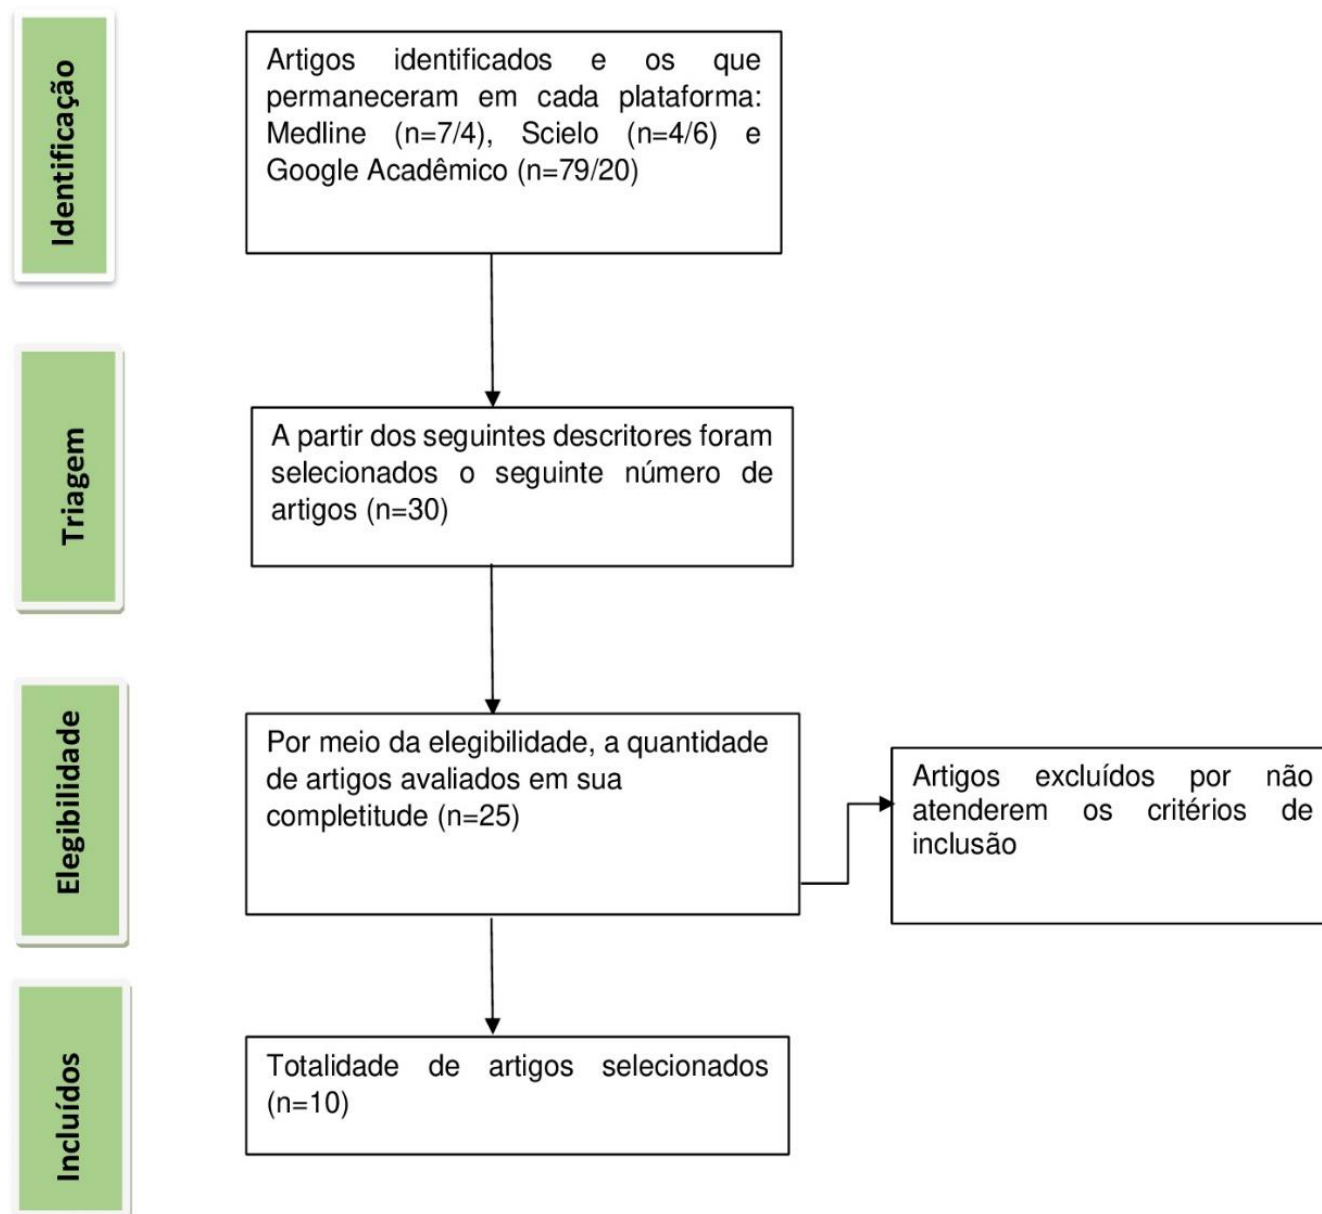 Identificação
Artigos identificados e os que
permaneceram em cada plataforma:
Medline (n=7/4), Scielo (n=4/6) e
Google Acadêmico (n=79/20)
Triagem
A partir dos seguintes descritores foram
selecionados o seguinte número de
artigos (n=30)
Elegibilidade
Por meio da elegibilidade, a quantidade
de artigos avaliados em sua
completitude (n=25)
Artigos excluídos por não
atenderem os critérios de
inclusão
Incluídos
Totalidade de artigos selecionados
(n=10)